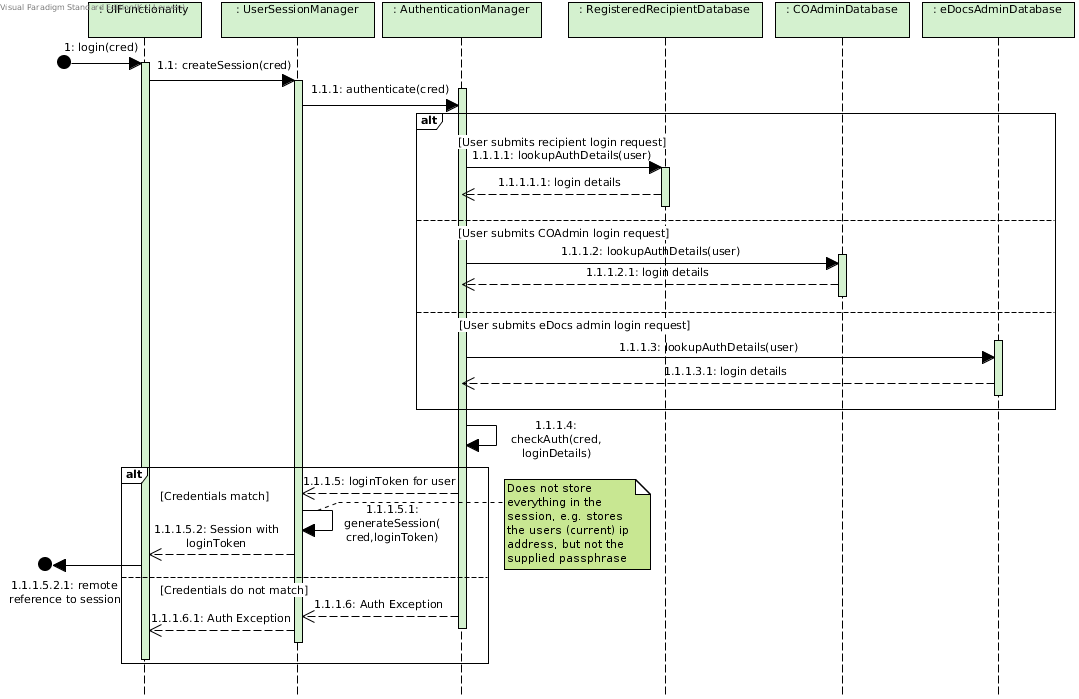 Visual Paradigm Standard
: UIFunctionality
: UserSessionManager
: AuthenticationManager
: RegisteredRecipientDatabase
: COAdminDatabase
: eDocsAdminDatabase
1: login(cred)
1.1: createSession(cred)
1.1.1: authenticate(cred)
alt
[User submits recipient login request]
1.1.1.1: lookupAuthDetails(user)
1.1.1.1.1: login details
[User submits COAdmin login request]
1.1.1.2: lookupAuthDetails(user)
1.1.1.2.1: login details
[User submits eDocs admin login request]
1.1.1.3: lookupAuthDetails(user)
1.1.1.3.1: login details
1.1.1.4:
checkAuth(cred,
loginDetails)
alt
[Credentials match]
1.1.1.5: loginToken for user
1.1.1.5.1:
generateSession(
cred,loginToken)
Does not store
everything in the
session, e.g. stores
the users (current) ip
address, but not the
supplied passphrase
1.1.1.5.2: Session with
loginToken
1.1.1.5.2.1: remote
reference to session
[Credentials do not match]
1.1.1.6: Auth Exception
1.1.1.6.1: Auth Exception